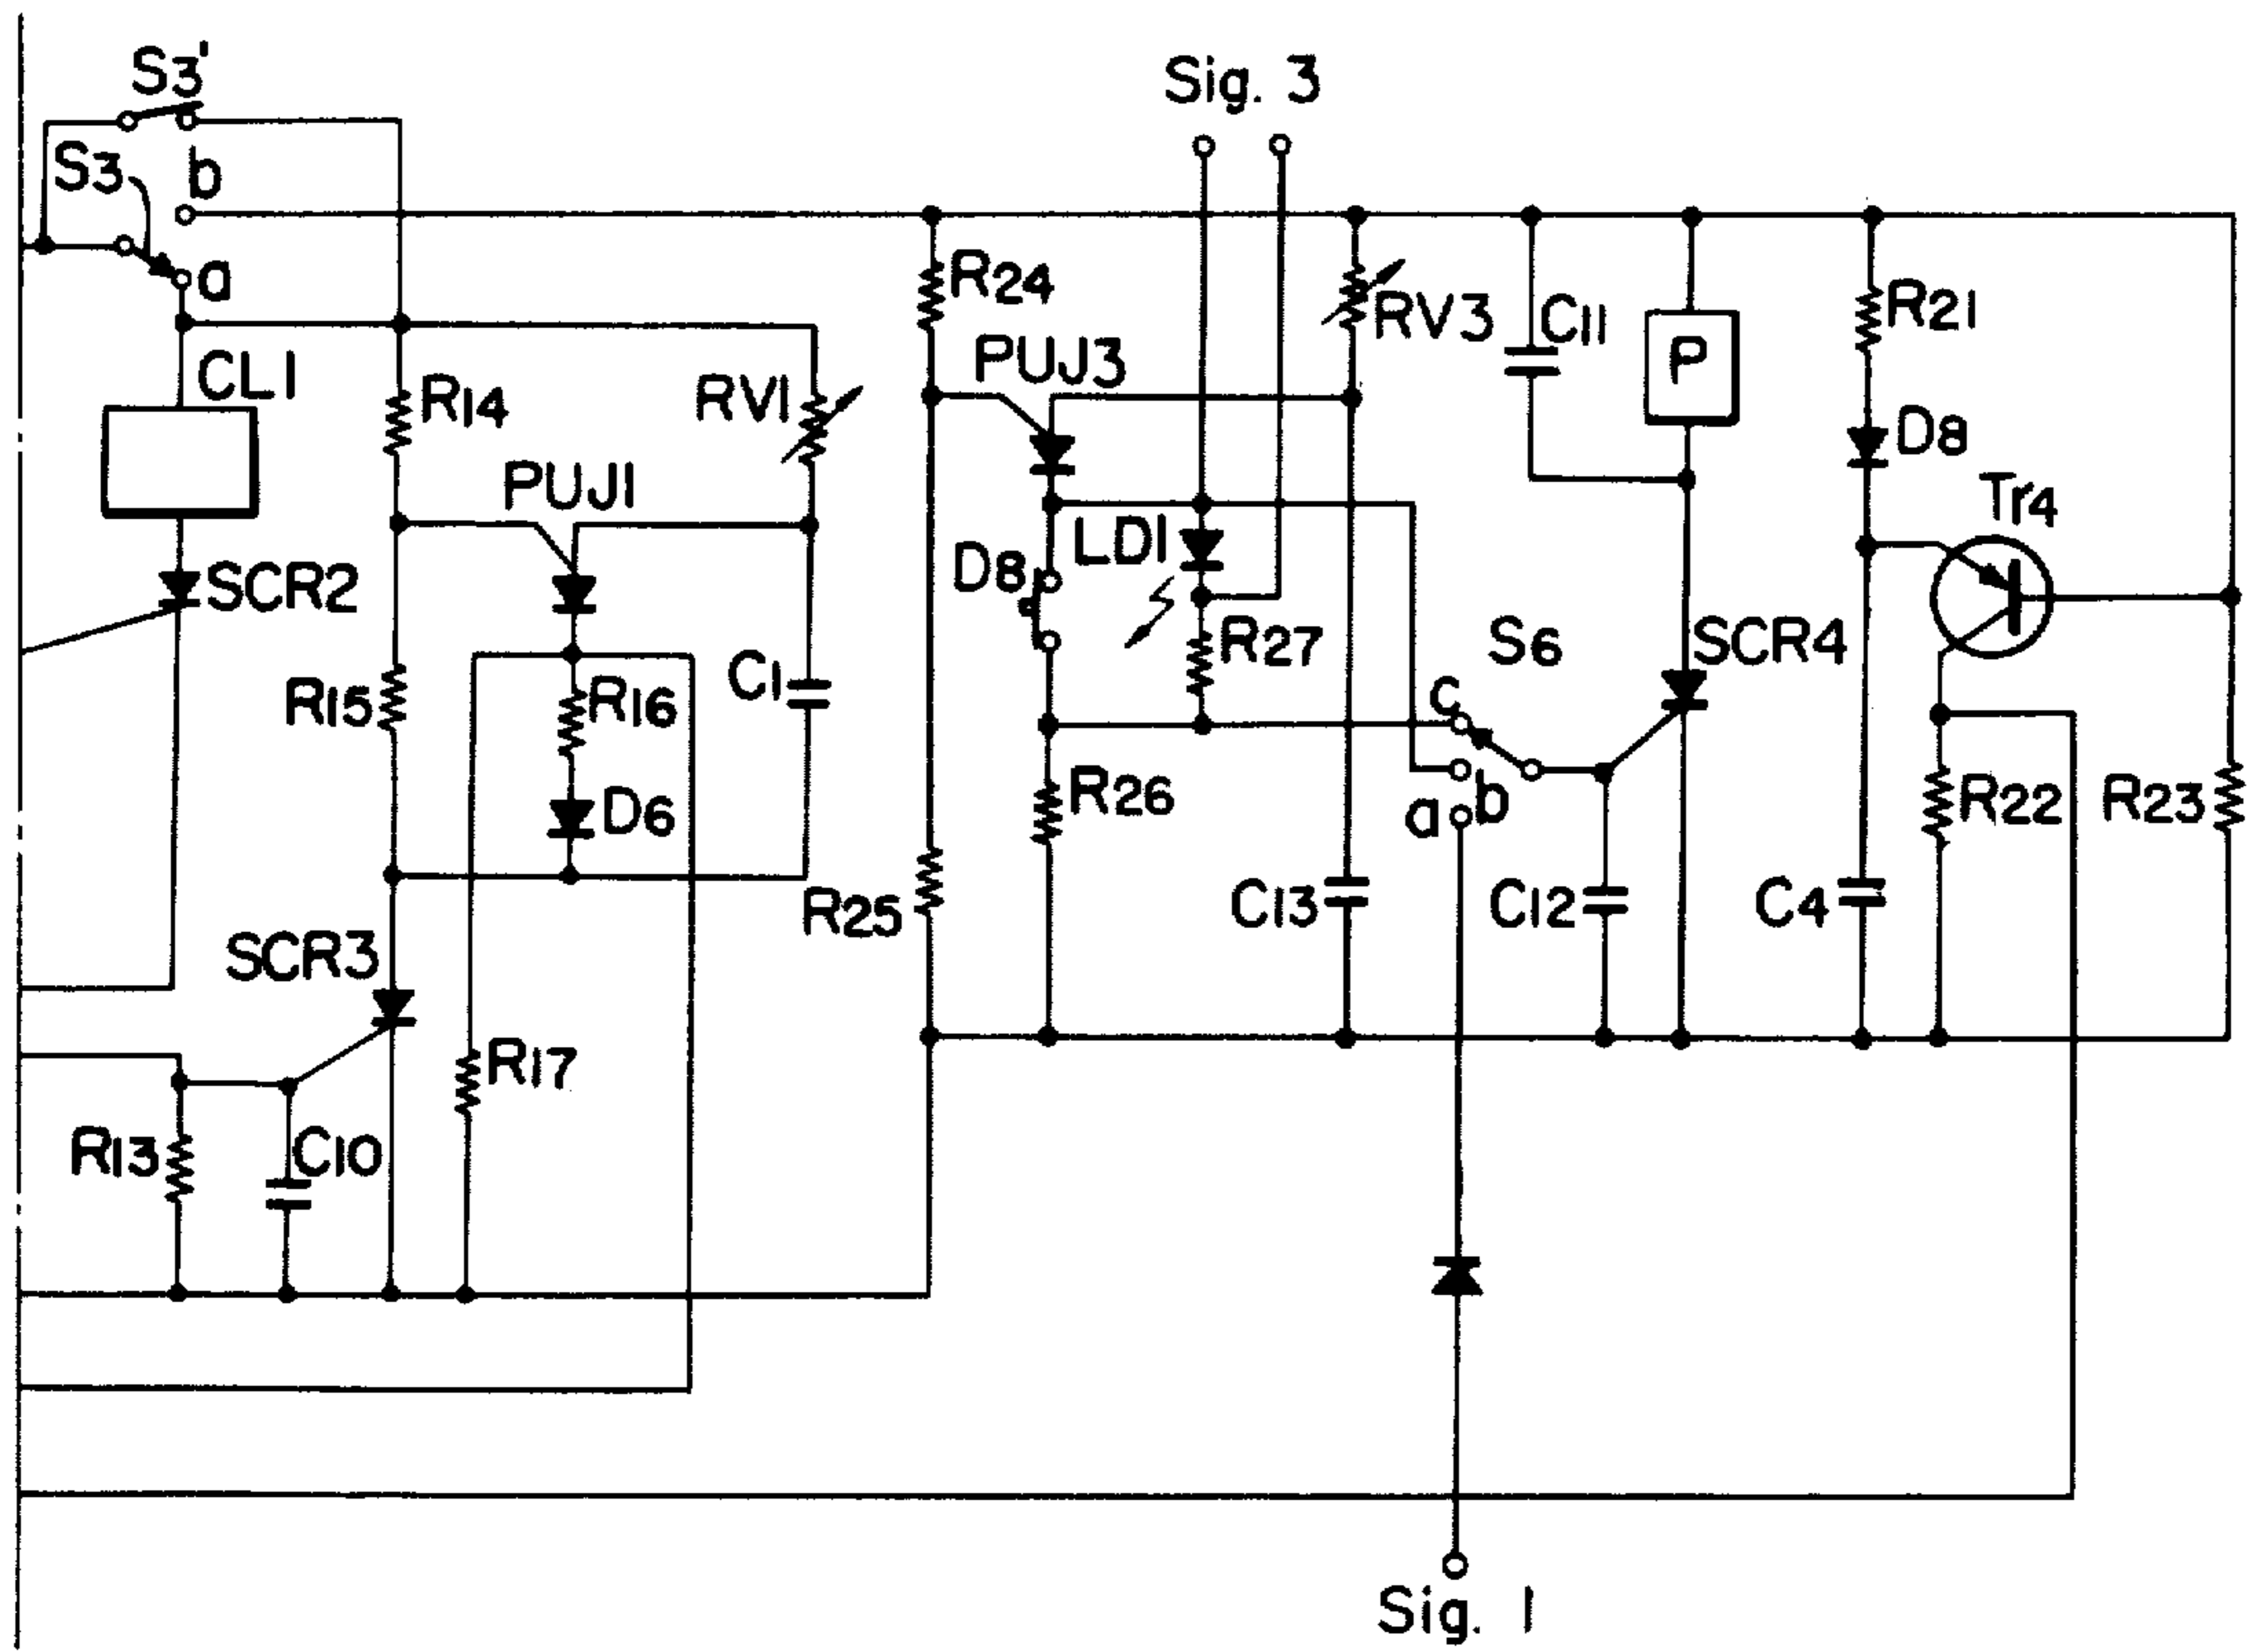 S3'
Sig. 3
S3
b
a
R24
R21
RV3
C11
P
CL1
PUJ3
R14
RV1
D8
PUJ1
Tr4
LD1
D8
SCR2
R27
S6
SCR4
R15
R16
C1
c
D6
R26
a
b
R22
R23
R25
C13
C12
C4
SCR3
R17
R13
C10
Sig. 1